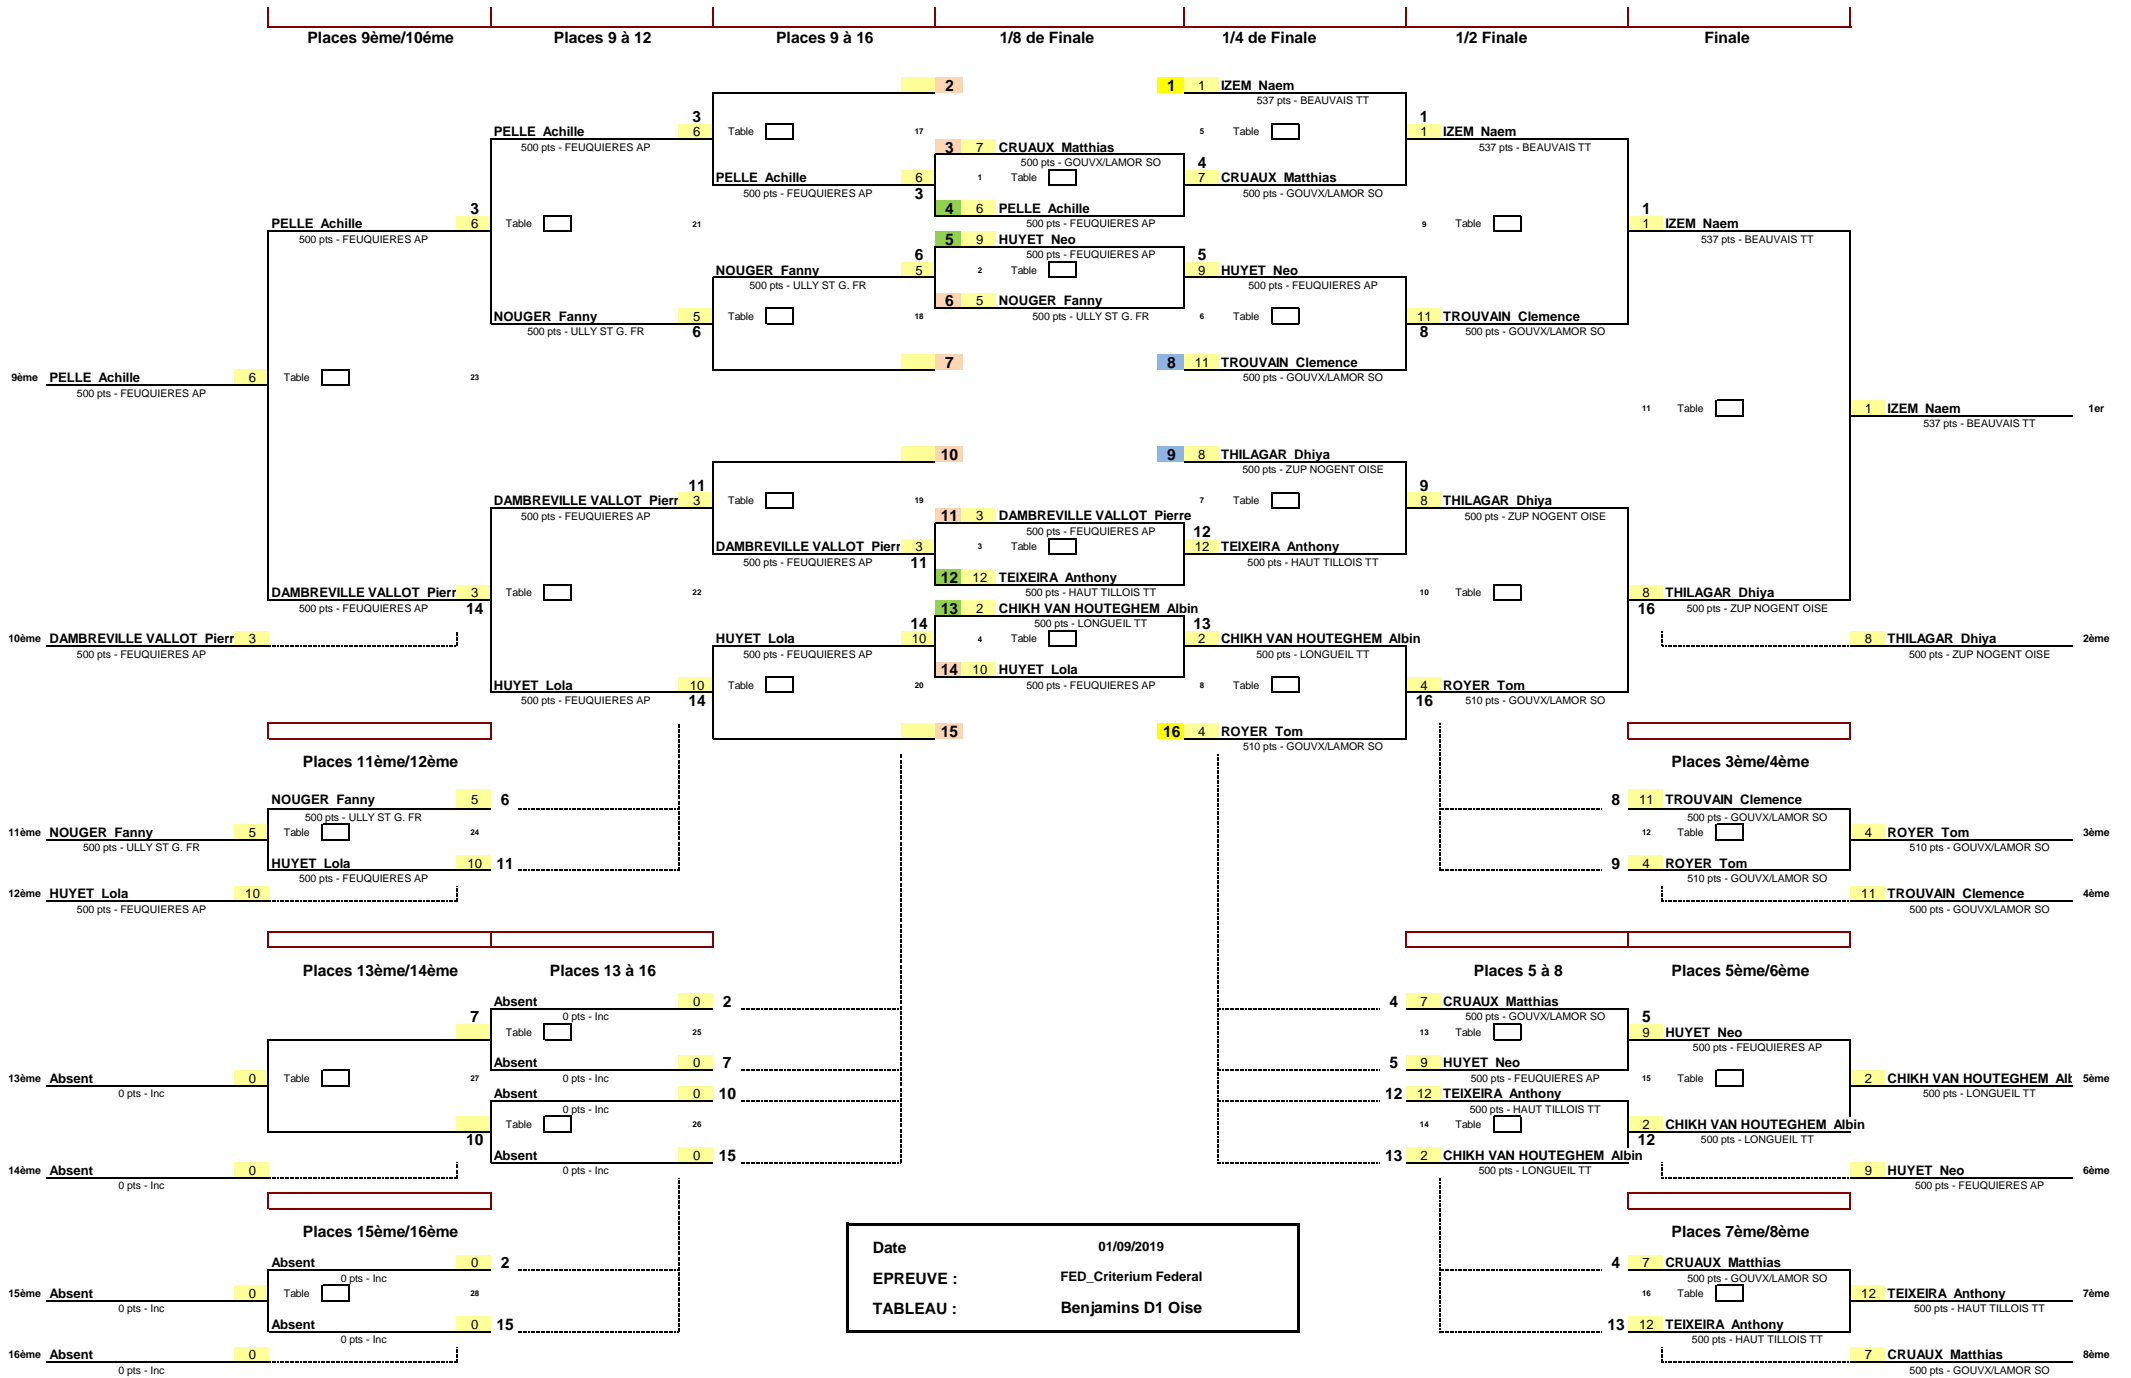 Places 9ème/10éme Places 9 à 12 Places 9 à 16 1/8 de Finale 1/4 de Finale 1/2 Finale Finale
2 1 1 IZEM Naem
537 pts - BEAUVAIS TT
3 1
PELLE Achille 6 Table 17 5 Table 1 IZEM Naem
500 pts - FEUQUIERES AP 3 7 CRUAUX Matthias 537 pts - BEAUVAIS TT
500 pts - GOUVX/LAMOR SO 4
PELLE Achille 6 1 Table 7 CRUAUX Matthias
500 pts - FEUQUIERES AP 3 500 pts - GOUVX/LAMOR SO
3 4 6 PELLE Achille 1
PELLE Achille 6 Table 21 500 pts - FEUQUIERES AP 9 Table 1 IZEM Naem
500 pts - FEUQUIERES AP 5 9 HUYET Neo 537 pts - BEAUVAIS TT
6 500 pts - FEUQUIERES AP 5
NOUGER Fanny 5 2 Table 9 HUYET Neo
500 pts - ULLY ST G. FR 500 pts - FEUQUIERES AP
6 5 NOUGER Fanny
NOUGER Fanny 5 Table 18 500 pts - ULLY ST G. FR 6 Table 11 TROUVAIN Clemence
500 pts - ULLY ST G. FR 6 8 500 pts - GOUVX/LAMOR SO
7 8 11 TROUVAIN Clemence
9ème PELLE Achille 6 Table 23 500 pts - GOUVX/LAMOR SO
500 pts - FEUQUIERES AP
11 Table 1 IZEM Naem 1er
537 pts - BEAUVAIS TT
10 9 8 THILAGAR Dhiya
500 pts - ZUP NOGENT OISE
11 9
DAMBREVILLE VALLOT Pierr 3 Table 19 7 Table 8 THILAGAR Dhiya
500 pts - FEUQUIERES AP 11 3 DAMBREVILLE VALLOT Pierre 500 pts - ZUP NOGENT OISE
500 pts - FEUQUIERES AP 12
DAMBREVILLE VALLOT Pierr 3 3 Table 12 TEIXEIRA Anthony
500 pts - FEUQUIERES AP 11 500 pts - HAUT TILLOIS TT
12 12 TEIXEIRA Anthony
DAMBREVILLE VALLOT Pierr 3 Table 22 500 pts - HAUT TILLOIS TT 10 Table 8 THILAGAR Dhiya
500 pts - FEUQUIERES AP 14 13 2 CHIKH VAN HOUTEGHEM Albin 16 500 pts - ZUP NOGENT OISE
14 500 pts - LONGUEIL TT 13
10ème DAMBREVILLE VALLOT Pierr 3 HUYET Lola 10 4 Table 2 CHIKH VAN HOUTEGHEM Albin 8 THILAGAR Dhiya 2ème
500 pts - FEUQUIERES AP 500 pts - FEUQUIERES AP 500 pts - LONGUEIL TT 500 pts - ZUP NOGENT OISE
14 10 HUYET Lola
HUYET Lola 10 Table 20 500 pts - FEUQUIERES AP 8 Table 4 ROYER Tom
500 pts - FEUQUIERES AP 14 16 510 pts - GOUVX/LAMOR SO
15 16 4 ROYER Tom
510 pts - GOUVX/LAMOR SO
Places 11ème/12ème Places 3ème/4ème
NOUGER Fanny 5 6 8 11 TROUVAIN Clemence
500 pts - ULLY ST G. FR 500 pts - GOUVX/LAMOR SO
11ème NOUGER Fanny 5 Table 24 12 Table 4 ROYER Tom 3ème
500 pts - ULLY ST G. FR 510 pts - GOUVX/LAMOR SO
HUYET Lola 10 11 9 4 ROYER Tom
500 pts - FEUQUIERES AP 510 pts - GOUVX/LAMOR SO
12ème HUYET Lola 10 11 TROUVAIN Clemence 4ème
500 pts - FEUQUIERES AP 500 pts - GOUVX/LAMOR SO
Places 13ème/14ème Places 13 à 16 Places 5 à 8 Places 5ème/6ème
Absent 0 2 4 7 CRUAUX Matthias
7 0 pts - Inc 500 pts - GOUVX/LAMOR SO 5
Table 25 13 Table 9 HUYET Neo
500 pts - FEUQUIERES AP
Absent 0 7 5 9 HUYET Neo
13ème Absent 0 Table 27 0 pts - Inc 500 pts - FEUQUIERES AP 15 Table 2 CHIKH VAN HOUTEGHEM Alb 5ème
0 pts - Inc Absent 0 10 12 12 TEIXEIRA Anthony 500 pts - LONGUEIL TT
0 pts - Inc 500 pts - HAUT TILLOIS TT
Table 26 14 Table 2 CHIKH VAN HOUTEGHEM Albin
10 12 500 pts - LONGUEIL TT
Absent 0 15 13 2 CHIKH VAN HOUTEGHEM Albin
14ème Absent 0 0 pts - Inc 500 pts - LONGUEIL TT 9 HUYET Neo 6ème
0 pts - Inc 500 pts - FEUQUIERES AP
Places 15ème/16ème Places 7ème/8ème
Date 01/09/2019
Absent 0 2 4 7 CRUAUX Matthias
0 pts - Inc EPREUVE : FED_Criterium Federal 500 pts - GOUVX/LAMOR SO
15ème Absent 0 Table 28 16 Table 12 TEIXEIRA Anthony 7ème
0 pts - Inc TABLEAU : Benjamins D1 Oise 500 pts - HAUT TILLOIS TT
Absent 0 15 13 12 TEIXEIRA Anthony
0 pts - Inc 500 pts - HAUT TILLOIS TT
16ème Absent 0 7 CRUAUX Matthias 8ème
0 pts - Inc 500 pts - GOUVX/LAMOR SO